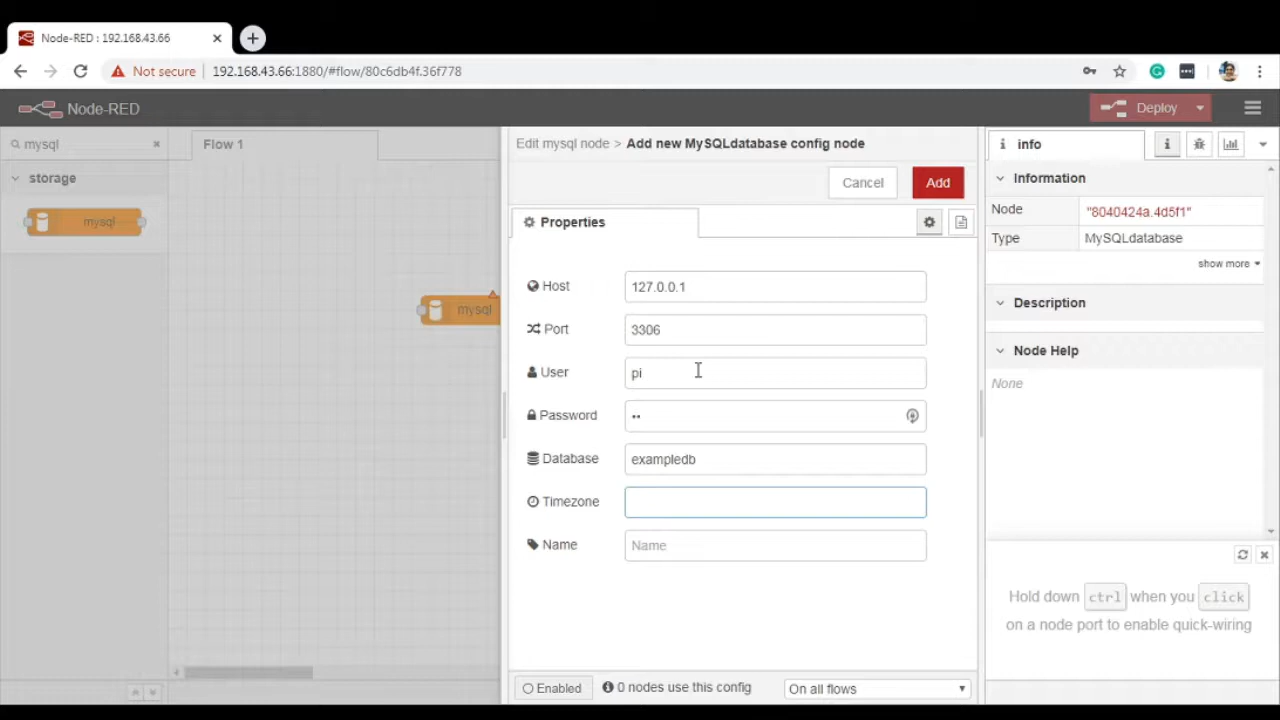 Node-RED : 192.168.43.66
Not secure 192.168.43.66:1880/#flow/80c6db4f.36f778
Node-RED
Deploy
mysql
Flow 1
Edit mysql node > Add new MySQLdatabase config node
info
storage
Cancel
Add
Information
mysql
Properties
Node "8040424a.4d5f1"
Type MySQLdatabase
show more
mysql
Host 127.0.0.1
Description
Port 3306
Node Help
User pi
None
Password ••
Database exampledb
Timezone
Name Name
Hold down ctrl when you click
on a node port to enable quick-wiring
Enabled
0 nodes use this config
On all flows